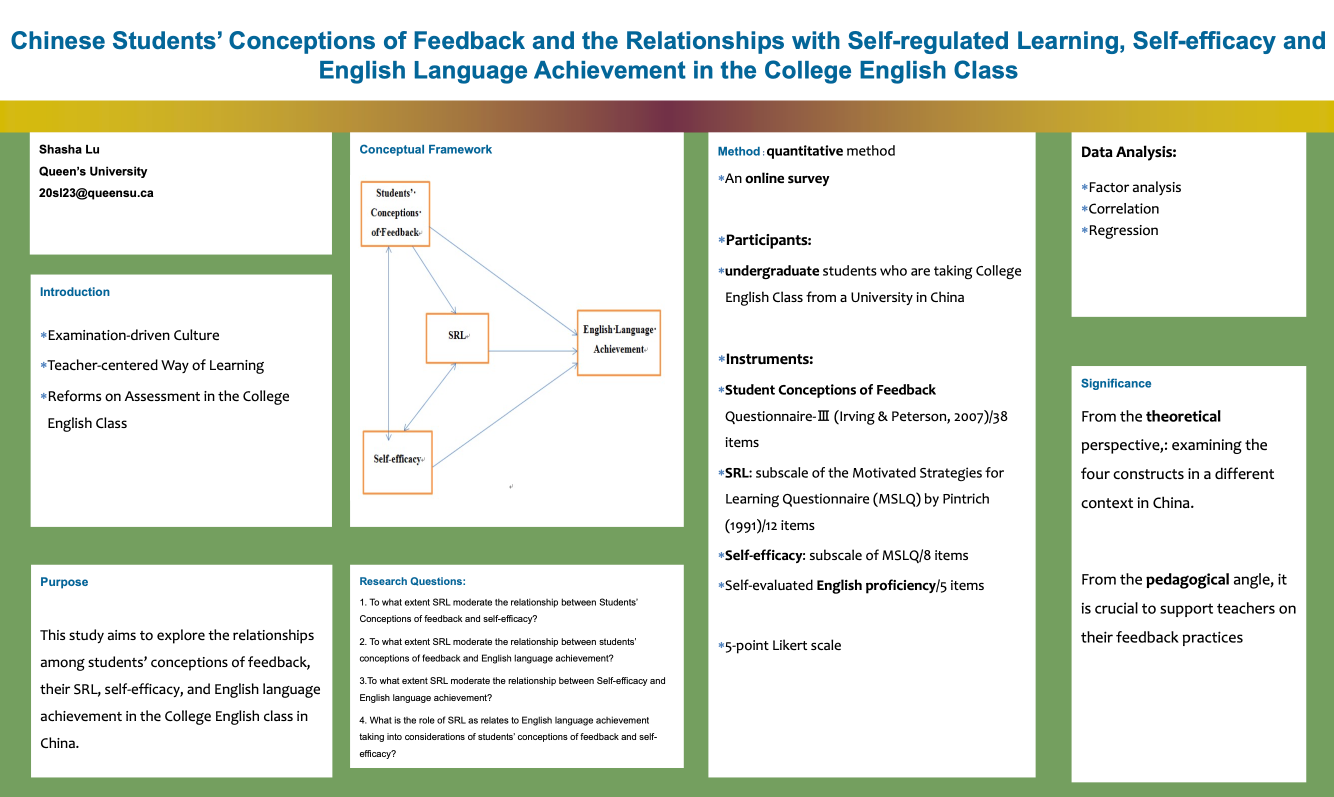 Chinese Students’ Conceptions of Feedback and the Relationships with Self-regulated Learning, Self-efficacy and
English Language Achievement in the College English Class
Shasha Lu
Queen’s University
20sl23@queensu.ca
Introduction
*Examination-driven Culture
*Teacher-centered Way of Learning
*Reforms on Assessment in the College
English Class
Purpose
This study aims to explore the relationships
among students’ conceptions of feedback,
their SRL, self-efficacy, and English language
achievement in the College English class in
China.
Conceptual Framework
Students’·
Conceptions·
of·Feedback↵
SRL↵
English·Language·
Achievement↵
Self-efficacy↵
↵
Research Questions:
1. To what extent SRL moderate the relationship between Students’
Conceptions of feedback and self-efficacy?
2. To what extent SRL moderate the relationship between students’
conceptions of feedback and English language achievement?
3.To what extent SRL moderate the relationship between Self-efficacy and
English language achievement?
4. What is the role of SRL as relates to English language achievement
taking into considerations of students’ conceptions of feedback and self-
efficacy?
Method : quantitative method
*An online survey
*Participants:
*undergraduate students who are taking College
English Class from a University in China
*Instruments:
*Student Conceptions of Feedback
Questionnaire-Ⅲ (Irving & Peterson, 2007)/38
items
*SRL: subscale of the Motivated Strategies for
Learning Questionnaire (MSLQ) by Pintrich
(1991)/12 items
*Self-efficacy: subscale of MSLQ/8 items
*Self-evaluated English proficiency/5 items
*5-point Likert scale
Data Analysis:
*Factor analysis
*Correlation
*Regression
Significance
From the theoretical
perspective,: examining the
four constructs in a different
context in China.
From the pedagogical angle, it
is crucial to support teachers on
their feedback practices